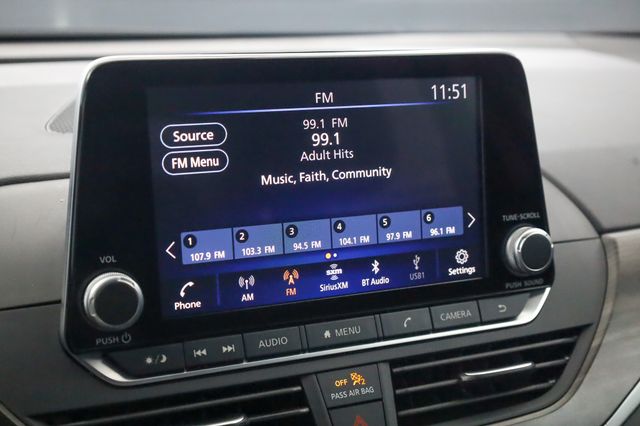 FM
11:51
Source
FM Menu
99.1 FM
99.1
Adult Hits
Music, Faith, Community
1 2 3 4 5 6
107.9 FM 103.3 FM 94.5 FM 104.1 FM 97.9 FM 96.1 FM
Phone AM FM SXM SiriusXM BT Audio USB1 Settings
VOL
PUSH
TUNE·SCROLL
PUSH SOUND
AUDIO MENU CAMERA
OFF 2
PASS AIR BAG